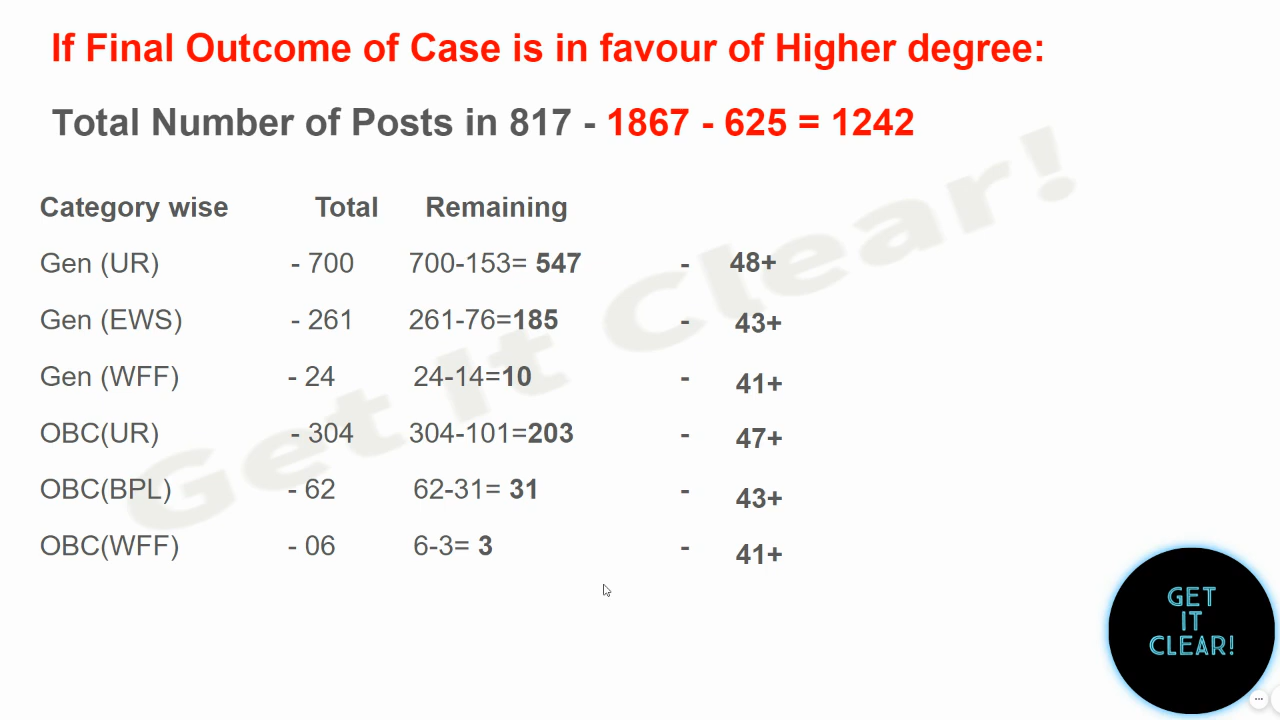 If Final Outcome of Case is in favour of Higher degree:
Total Number of Posts in 817 - 1867 - 625 = 1242
Category wise Total Remaining
Gen (UR) - 700 700-153= 547 - 48+
Gen (EWS) - 261 261-76=185 - 43+
Gen (WFF) - 24 24-14=10 - 41+
OBC(UR) - 304 304-101=203 - 47+
OBC(BPL) - 62 62-31= 31 - 43+
OBC(WFF) - 06 6-3= 3 - 41+
Get It Clear!
GET
IT
CLEAR!